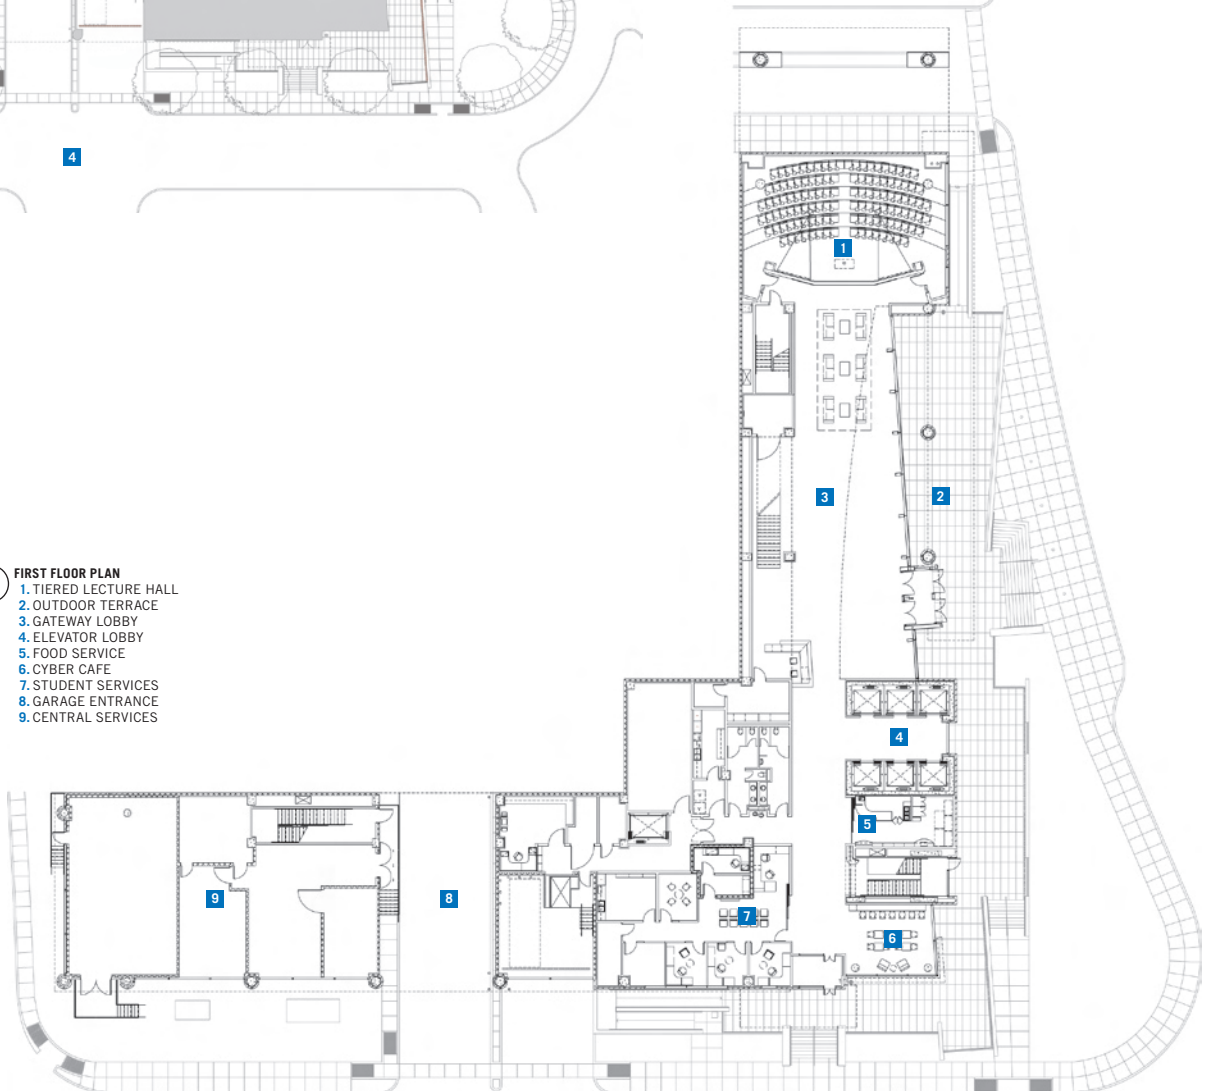 4
1
3
2
FIRST FLOOR PLAN
1. TIERED LECTURE HALL
2. OUTDOOR TERRACE
3. GATEWAY LOBBY
4. ELEVATOR LOBBY
5. FOOD SERVICE
6. CYBER CAFE
7. STUDENT SERVICES
8. GARAGE ENTRANCE
9. CENTRAL SERVICES
4
5
9
8
7
6